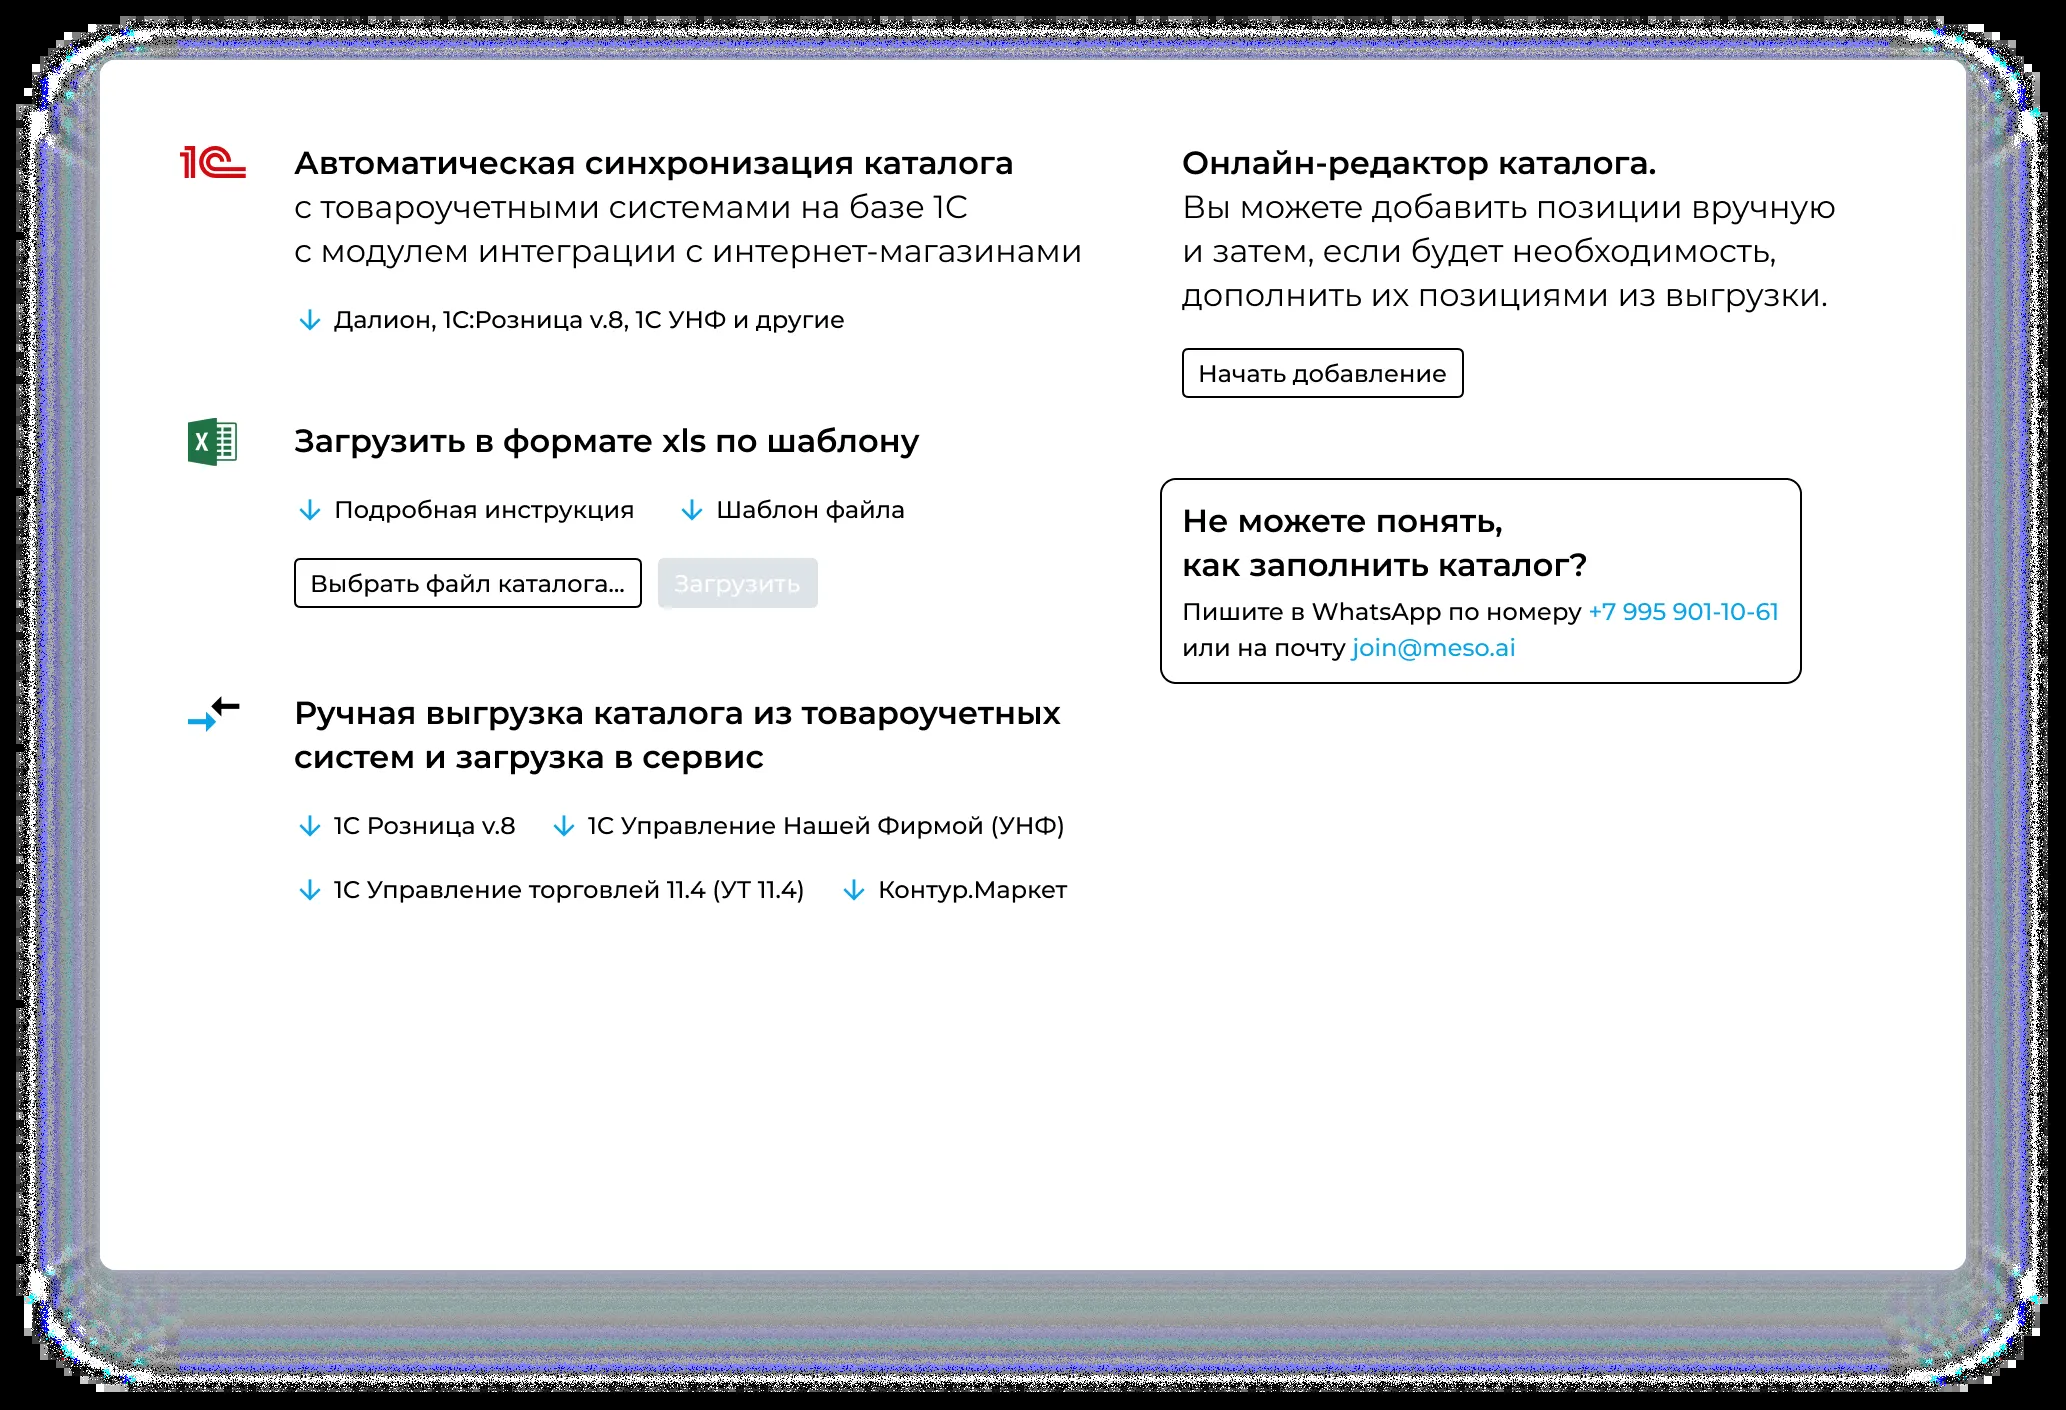 1С
Автоматическая синхронизация каталога
с товароучетными системами на базе 1С
с модулем интеграции с интернет-магазинами
Далион, 1С:Розница v.8, 1С УНФ и другие
X
Загрузить в формате xls по шаблону
Подробная инструкция
Шаблон файла
Выбрать файл каталога...
Загрузить
Ручная выгрузка каталога из товароучетных
систем и загрузка в сервис
1С Розница v.8
1С Управление Нашей Фирмой (УНФ)
1С Управление торговлей 11.4 (УТ 11.4)
Контур.Маркет
Онлайн-редактор каталога.
Вы можете добавить позиции вручную
и затем, если будет необходимость,
дополнить их позициями из выгрузки.
Начать добавление
Не можете понять,
как заполнить каталог?
Пишите в WhatsApp по номеру +7 995 901-10-61
или на почту join@meso.ai